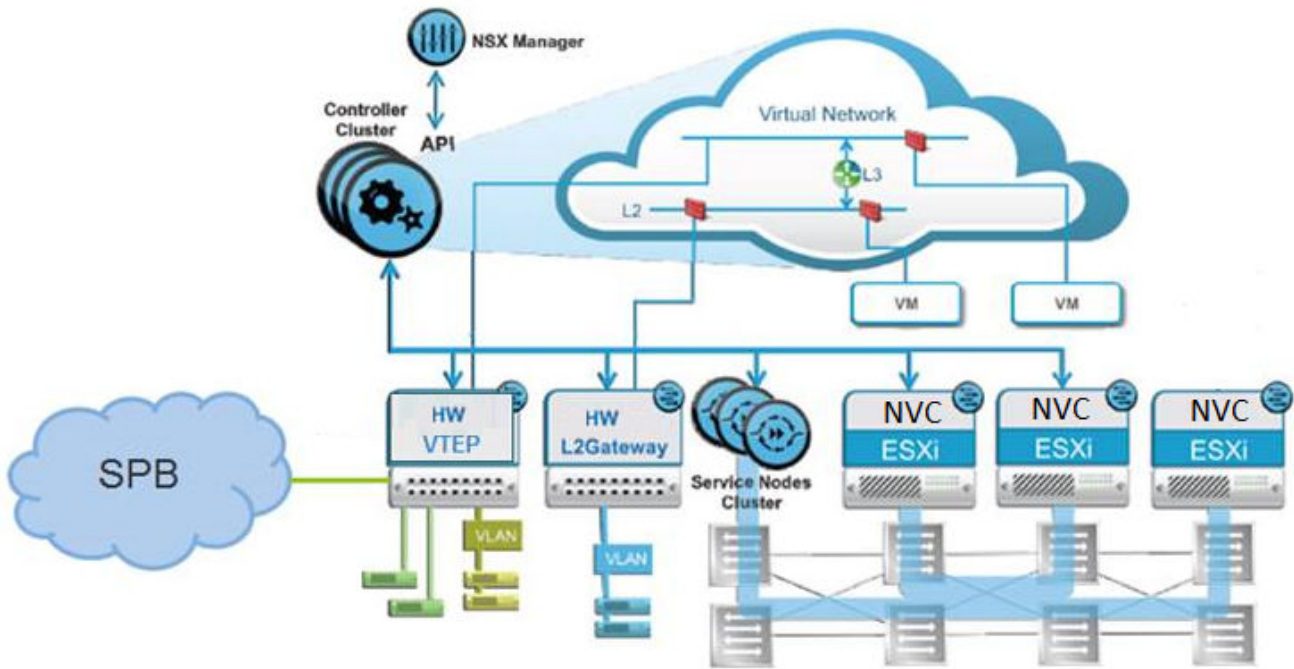 NSX Manager
Controller
Cluster
API
Virtual Network
L3
L2
VM
VM
SPB
HW
VTEP
HW
L2Gateway
Service Nodes
Cluster
NVC
ESXi
NVC
ESXi
NVC
ESXi
VLAN
VLAN